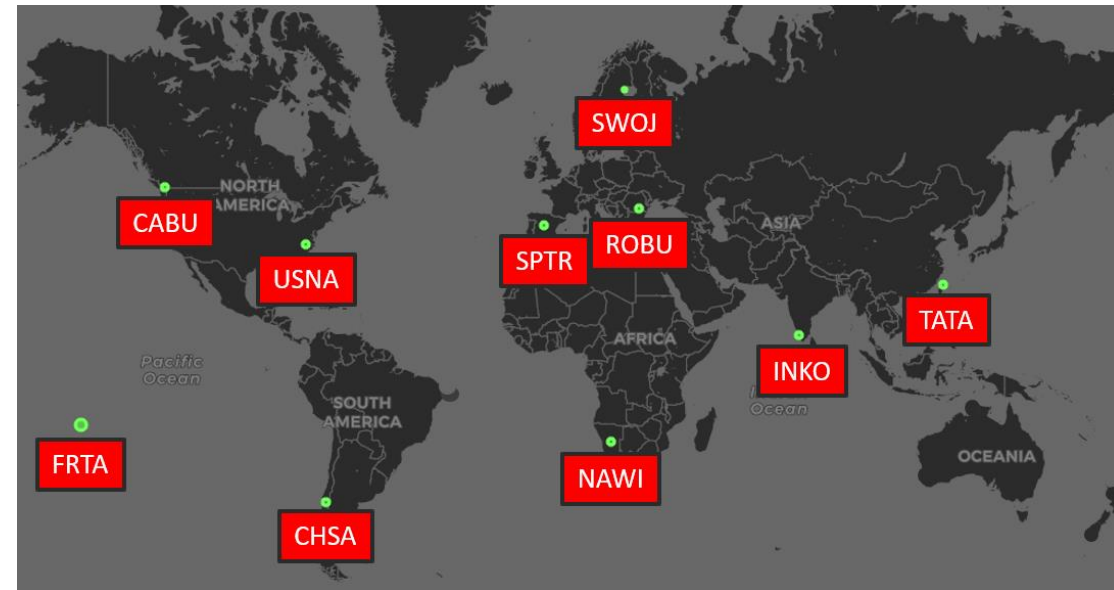 SWOJ
NORTH
AMERICA
CABU
ASIA
ROBU
SPTR
USNA
TATA
AFRICA
Pacific
Ocean
INKO
Ocean
SOUTH
AMERICA
FRTA
OCEANIA
NAWI
CHSA